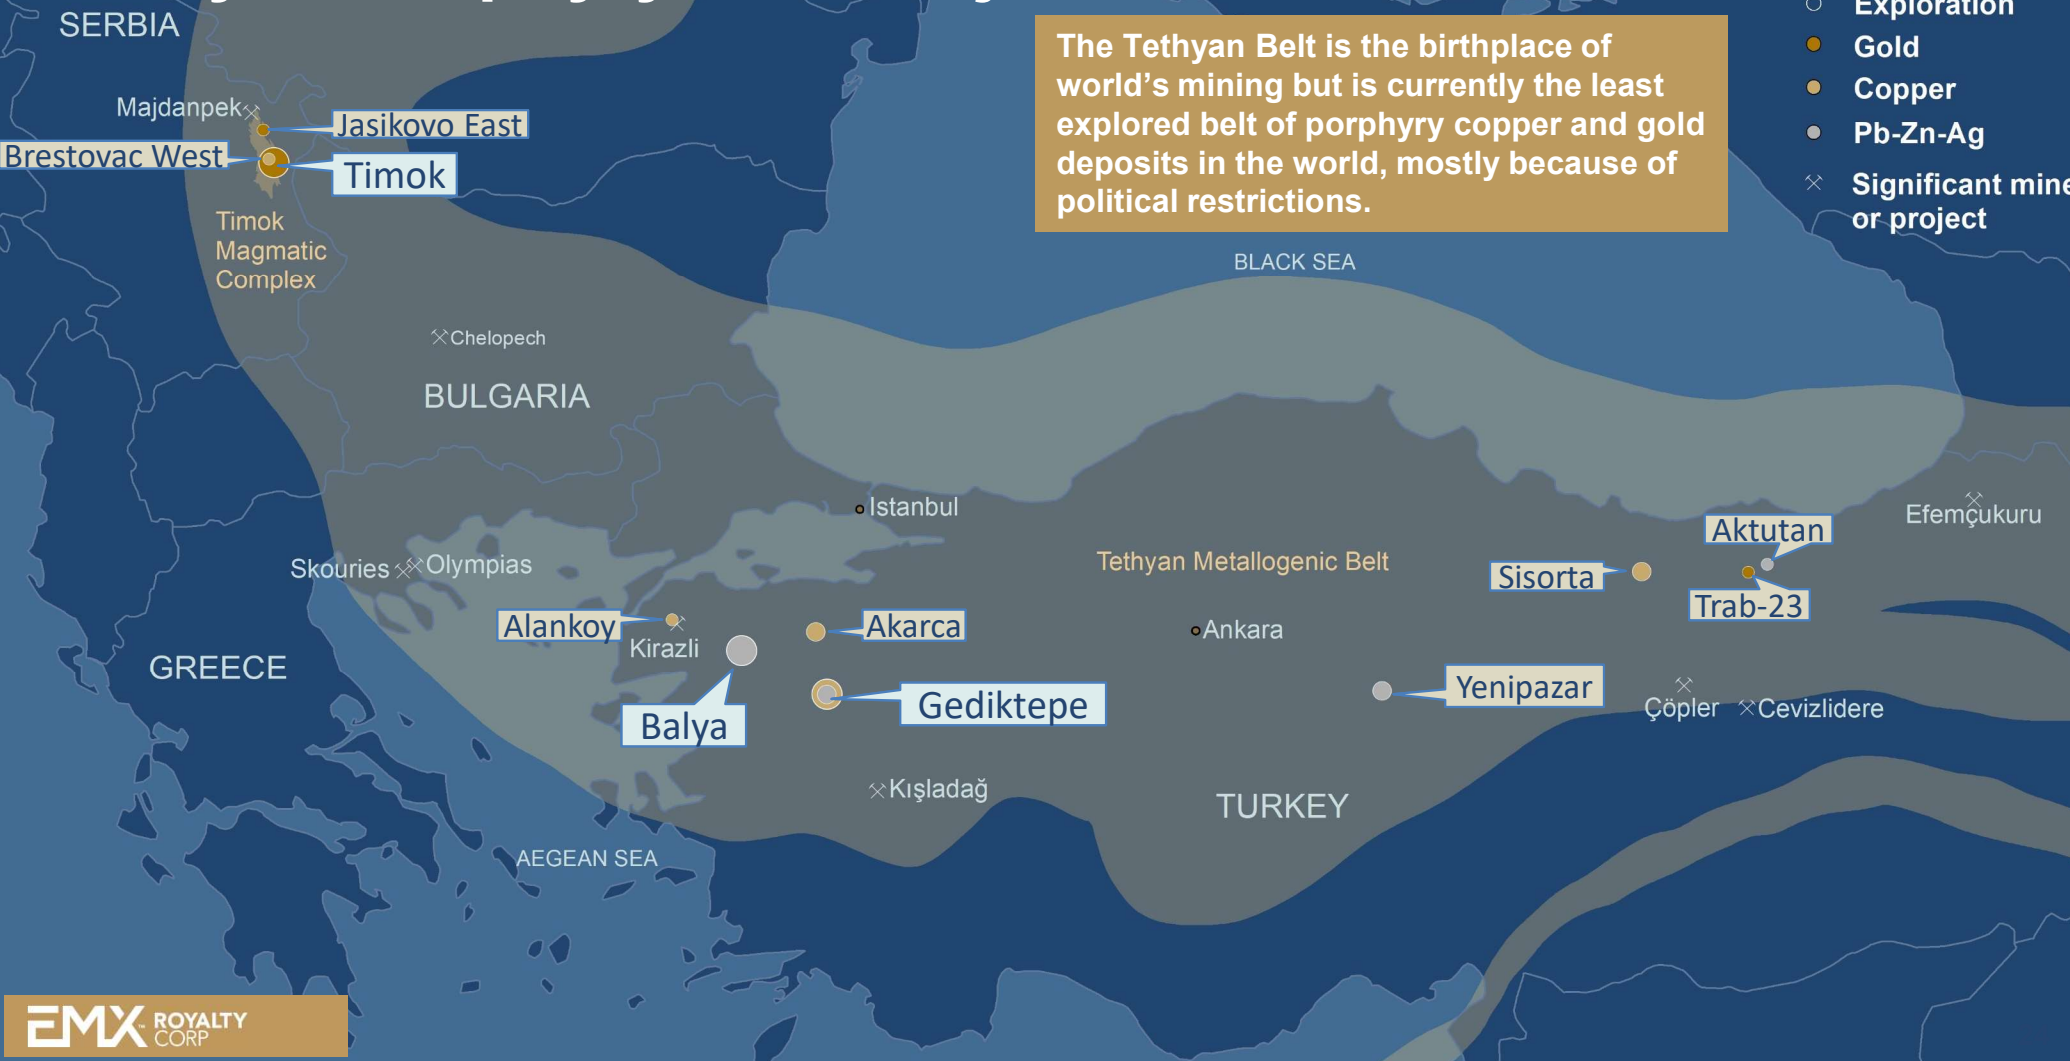 SERBIA
Exploration
Gold
Copper
Pb-Zn-Ag
Significant mine
or project
The Tethyan Belt is the birthplace of
world's mining but is currently the least
explored belt of porphyry copper and gold
deposits in the world, mostly because of
political restrictions.
Majdanpek
Jasikovo East
Brestovac West
Timok
Timok
Magmatic
Complex
BLACK SEA
Chelopech
BULGARIA
Istanbul
Efemçukuru
Aktutan
Skouries
Olympias
Tethyan Metallogenic Belt
Sisorta
Trab-23
Alankoy
Kirazli
Akarca
Ankara
GREECE
Balya
Gediktepe
Yenipazar
Çöpler
Cevizlidere
Kışladağ
TURKEY
AEGEAN SEA
EMX ROYALTY
CORP